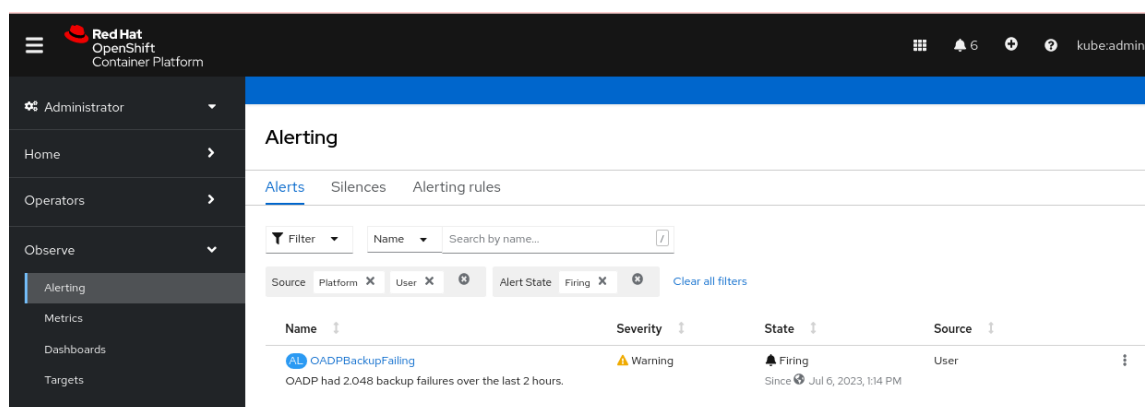 Red Hat
OpenShift
Container Platform
6
kube:admin
Administrator
Home
Operators
Observe
Alerting
Metrics
Dashboards
Targets
Alerting
Alerts Silences Alerting rules
Filter Name Search by name... /
Source Platform User Alert State Firing Clear all filters
Name Severity State Source
AL OADPBackupFailing Warning Firing User
OADP had 2.048 backup failures over the last 2 hours. Since Jul 6, 2023, 1:14 PM